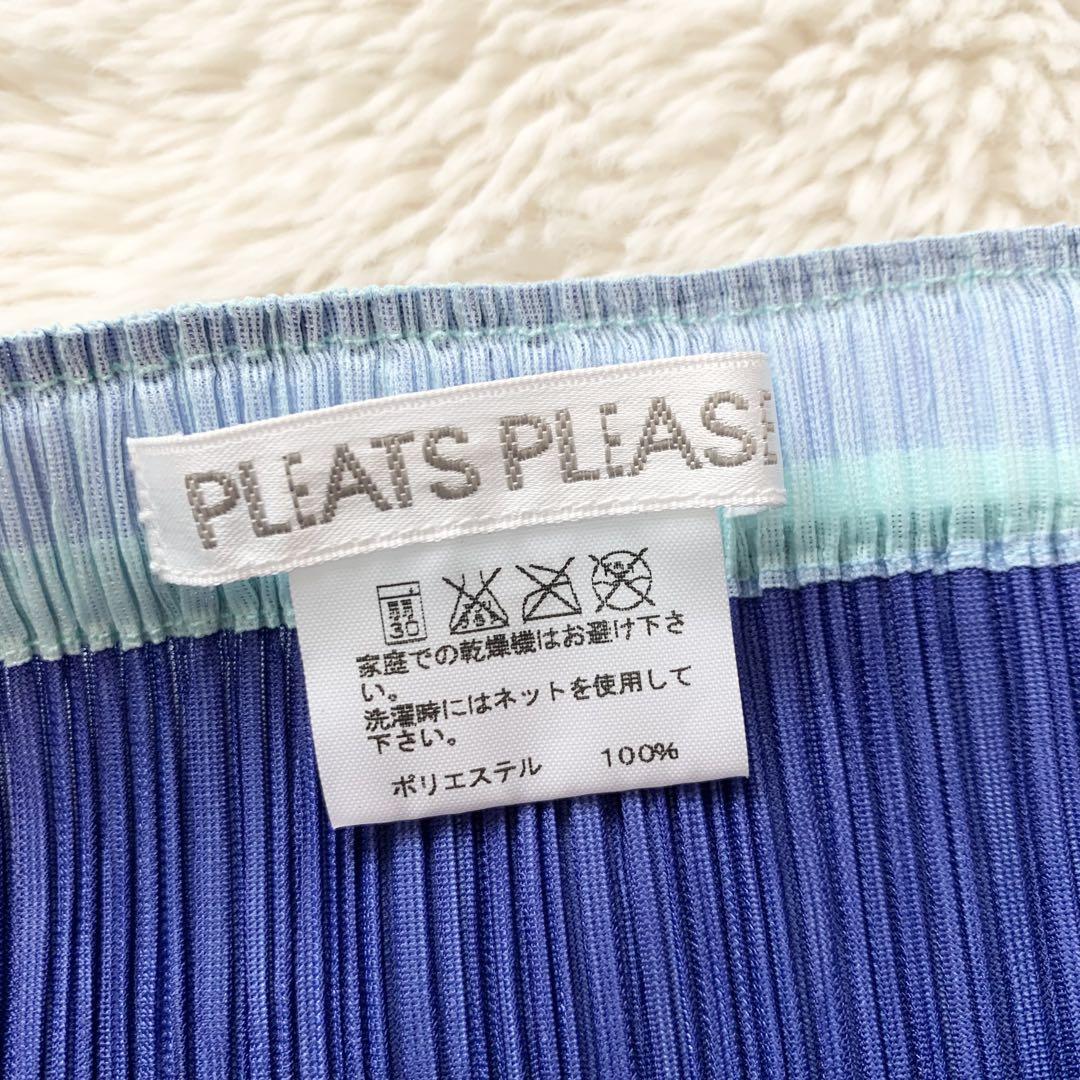 PLEATS PLEASE
弱
30
家庭での乾燥機はお避け下さ
い。
洗濯時にはネットを使用して
下さい。
ポリエステル 100%